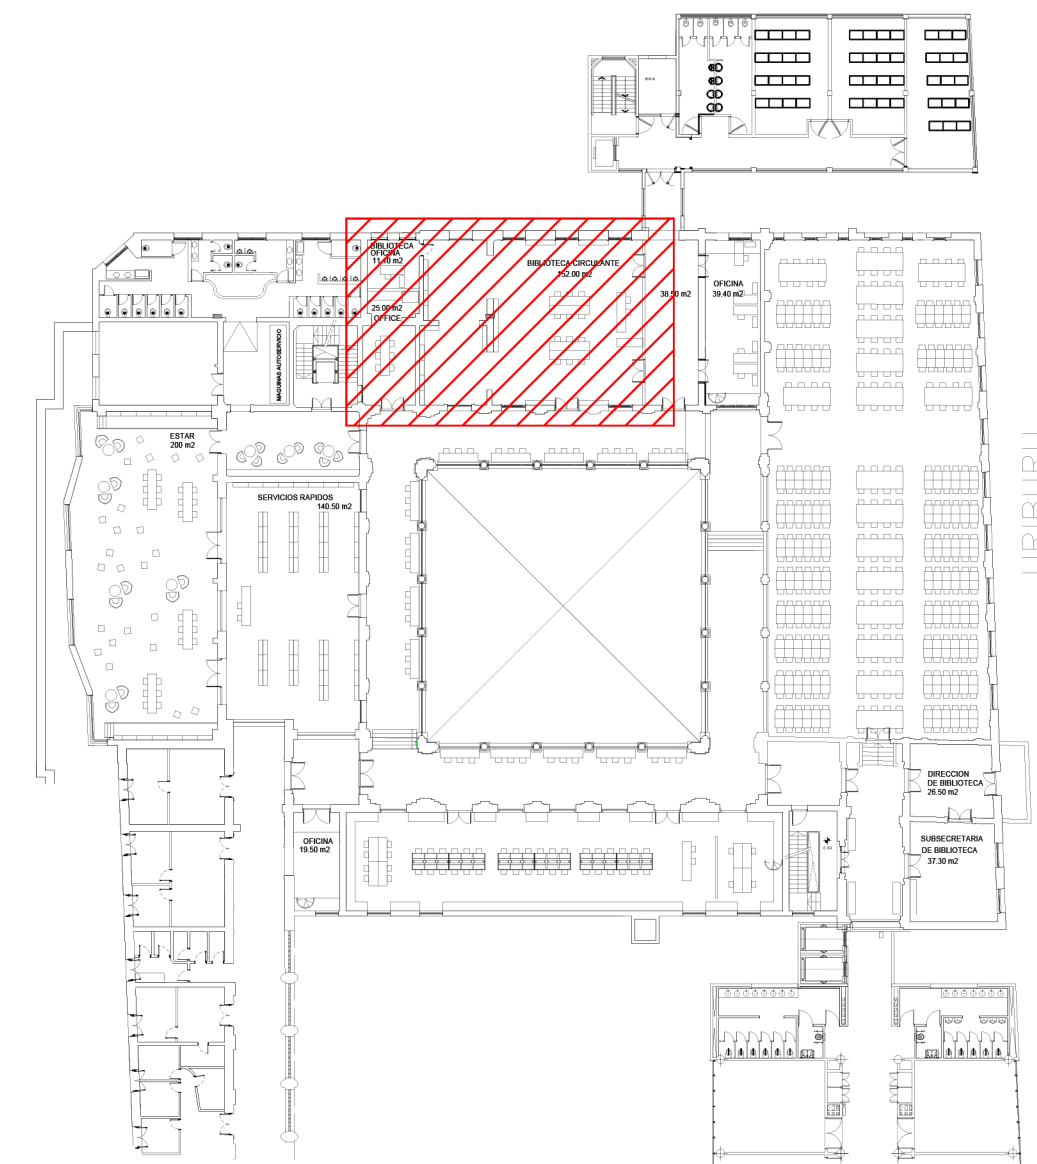 BIBLIOTECA
OFICINA
11.10 m2
BIBLIOTECA CIRCULANTE
152.00 m2
25.00 m2
OFFICE
38.50 m2
OFICINA
39.40 m2
MAQUINAS AUTOSERVICIO
ESTAR
200 m2
SERVICIOS RAPIDOS
140.50 m2
DIRECCION
DE BIBLIOTECA
26.50 m2
OFICINA
19.50 m2
SUBSECRETARIA
DE BIBLIOTECA
37.30 m2